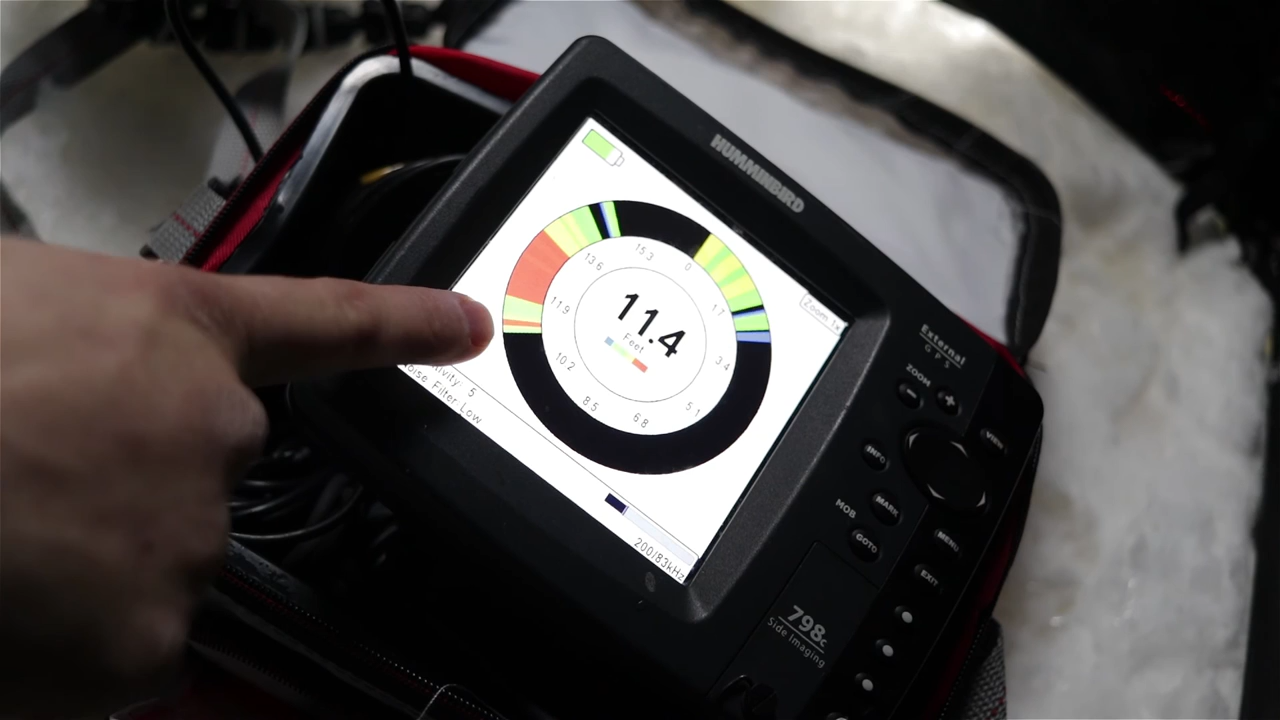 HUMMINBIRD
Zoom 1x
15.3
0
13.6
1.7
11.9
11.4
Feet
3.4
10.2
8.5
6.8
5.1
5
Filter Low
200/83kHz
External
GPS
ZOOM
- +
VIEW
INFO
MARK
MOB
GOTO
MENU
EXIT
798c
Side Imaging